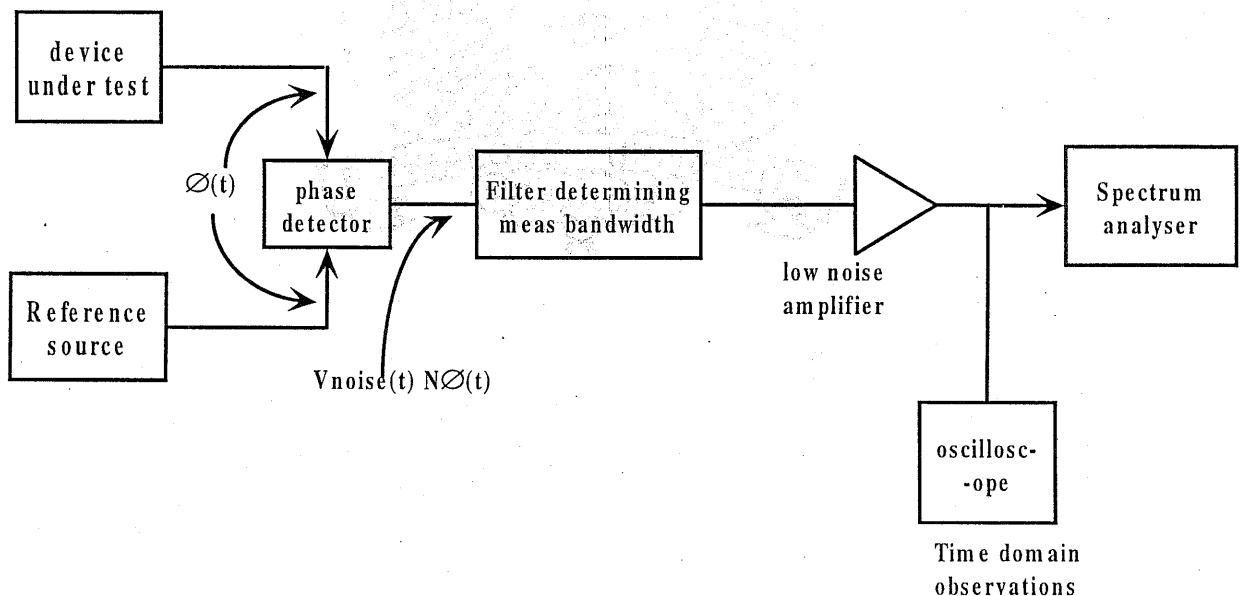 device
under test
∅(t)
phase
detector
Filter determining
meas bandwidth
Spectrum
analyser
low noise
amplifier
Reference
source
Vnoise(t) N∅(t)
oscillosc-
-ope
Time domain
observations